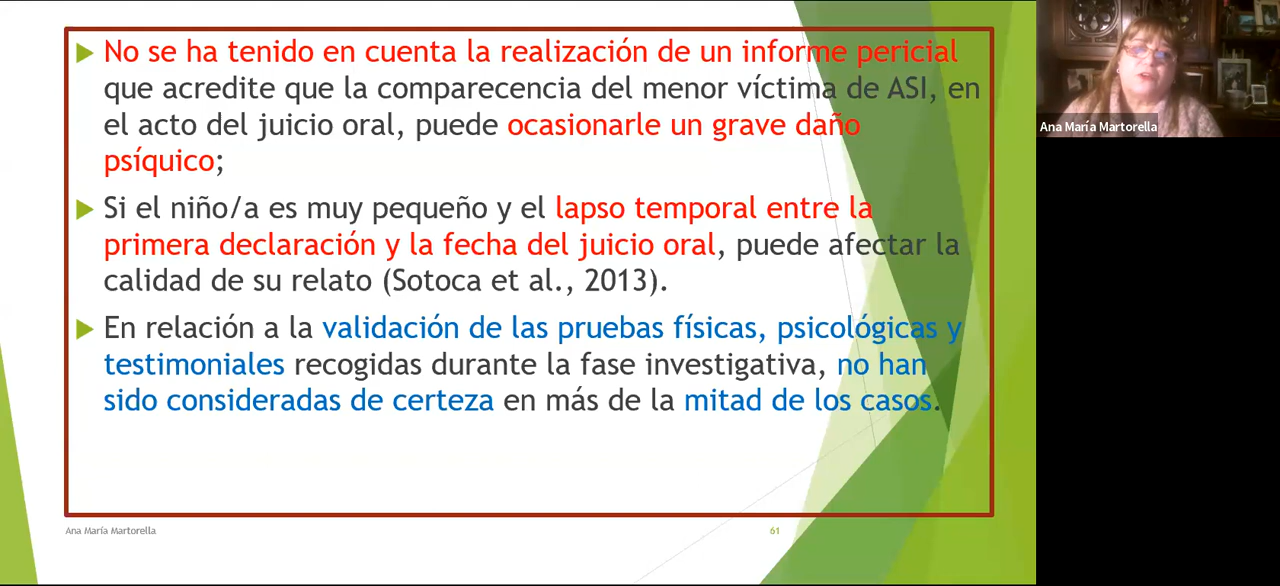 No se ha tenido en cuenta la realización de un informe pericial
que acredite que la comparecencia del menor víctima de ASI, en
el acto del juicio oral, puede ocasionarle un grave daño
psíquico;
Si el niño/a es muy pequeño y el lapso temporal entre la
primera declaración y la fecha del juicio oral, puede afectar la
calidad de su relato (Sotoca et al., 2013).
En relación a la validación de las pruebas físicas, psicológicas y
testimoniales recogidas durante la fase investigativa, no han
sido consideradas de certeza en más de la mitad de los casos.
Ana María Martorella
61
Ana María Martorella